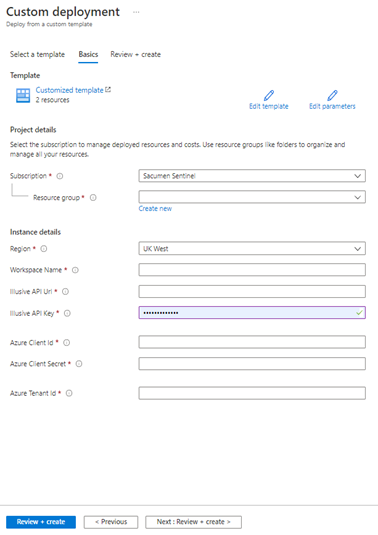 Custom deployment ...
Deploy from a custom template
Select a template Basics Review + create
Template
Customized template
2 resources
Edit template Edit parameters
Project details
Select the subscription to manage deployed resources and costs. Use resource groups like folders to organize and
manage all your resources.
Subscription * Sacumen Sentinel
Resource group *
Create new
Instance details
Region * UK West
Workspace Name *
Illusive API Url *
Illusive API Key * •••••••••••••
Azure Client Id *
Azure Client Secret *
Azure Tenant Id *
Review + create < Previous Next : Review + create >